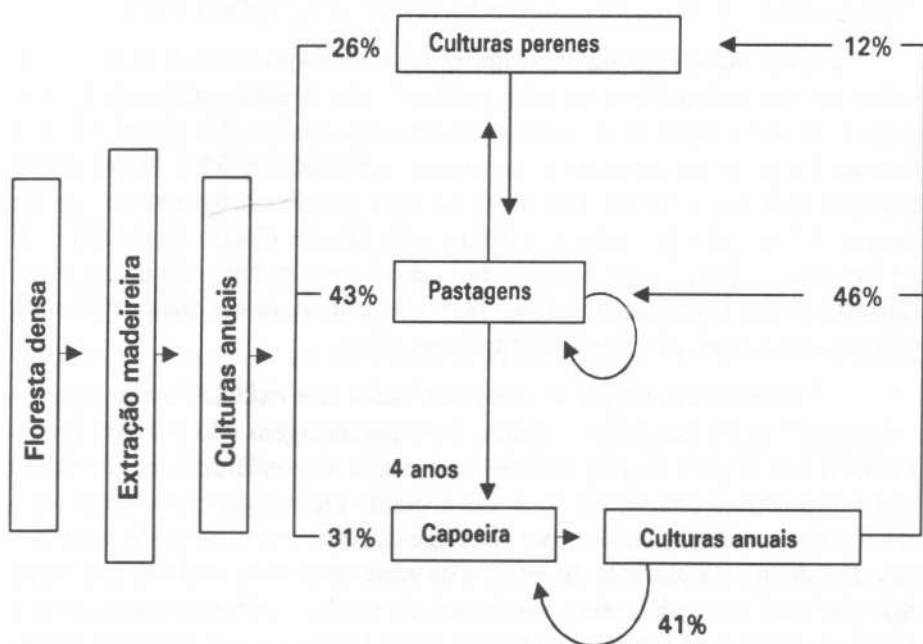 26%
Culturas perenes
12%
Floresta densa
Extração madeireira
Culturas anuais
43%
Pastagens
46%
4 anos
31%
Capoeira
Culturas anuais
41%